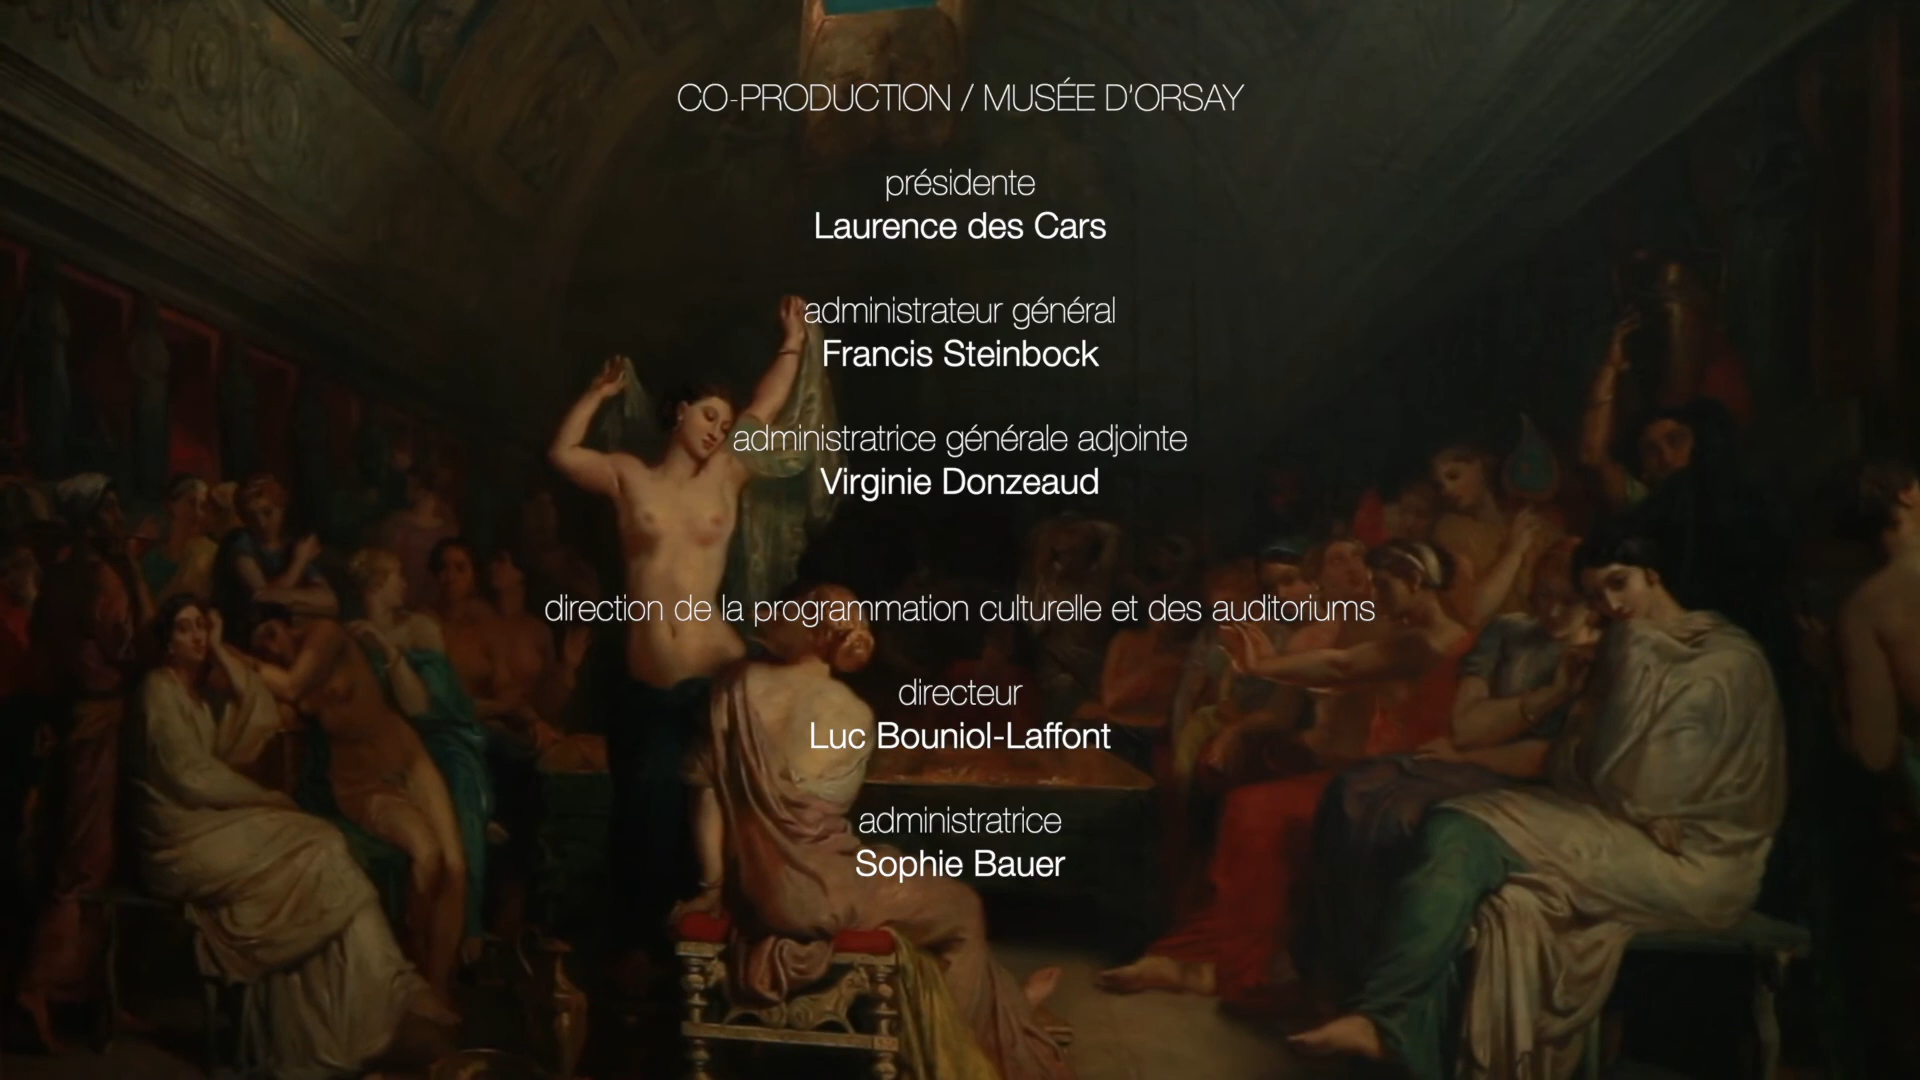 CO-PRODUCTION / MUSÉE D'ORSAY
présidente
Laurence des Cars
administrateur général
Francis Steinbock
administratrice générale adjointe
Virginie Donzeaud
direction de la programmation culturelle et des auditoriums
directeur
Luc Bouniol-Laffont
administratrice
Sophie Bauer